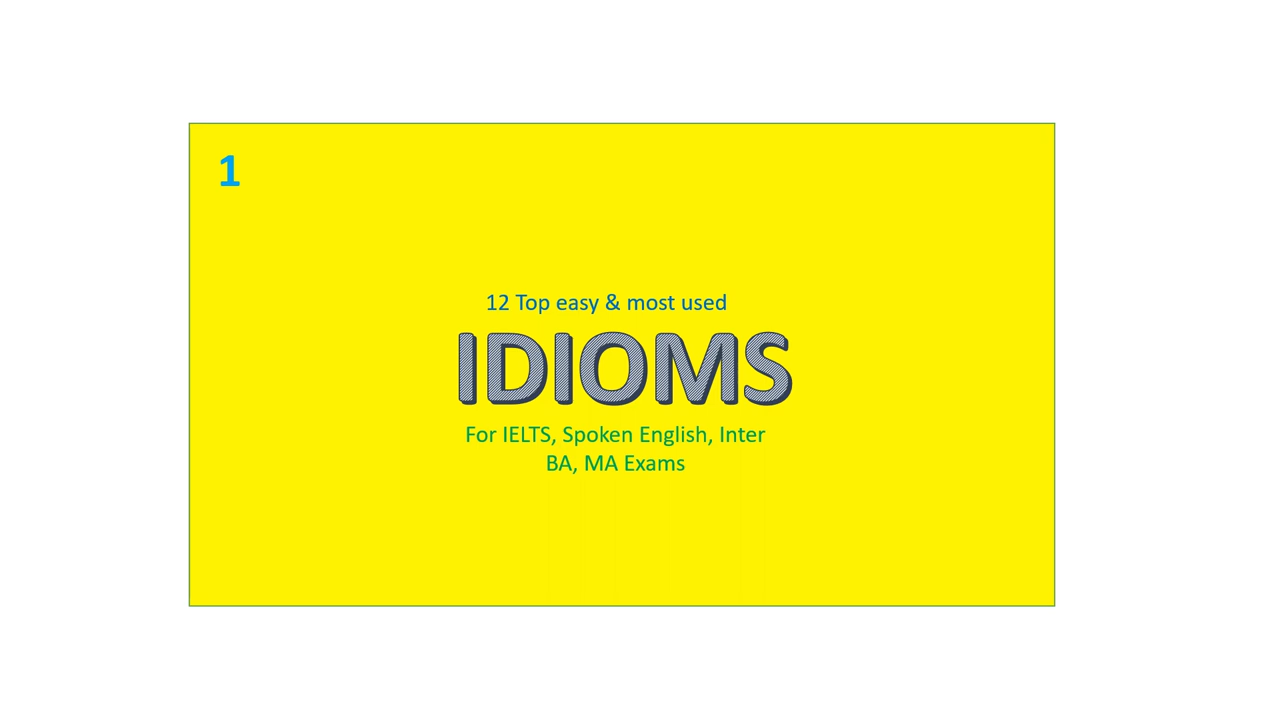 1
12 Top easy & most used
IDIOMS
For IELTS, Spoken English, Inter
BA, MA Exams